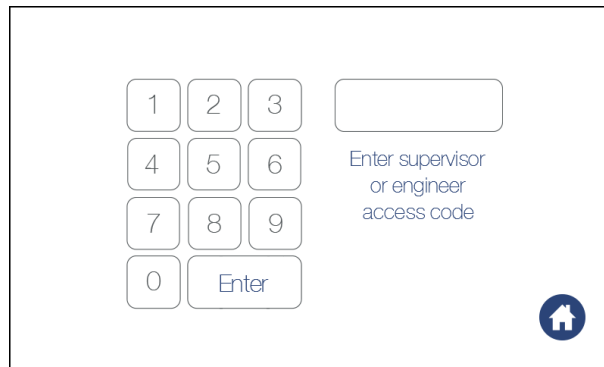 1 2 3
4 5 6
7 8 9
0 Enter
Enter supervisor
or engineer
access code